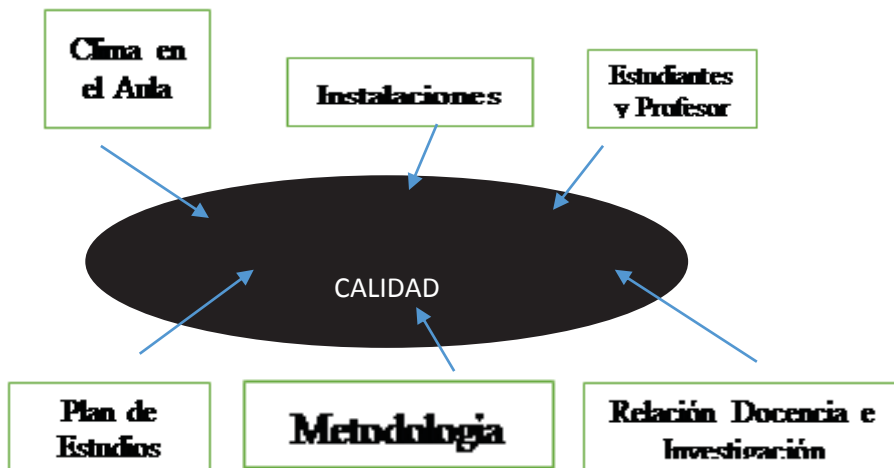 Clima en
el Aula
Instalaciones
Estudiantes
y Profesor
CALIDAD
Plan de
Estudios
Metodologia
Relación Docencia e
Investigación